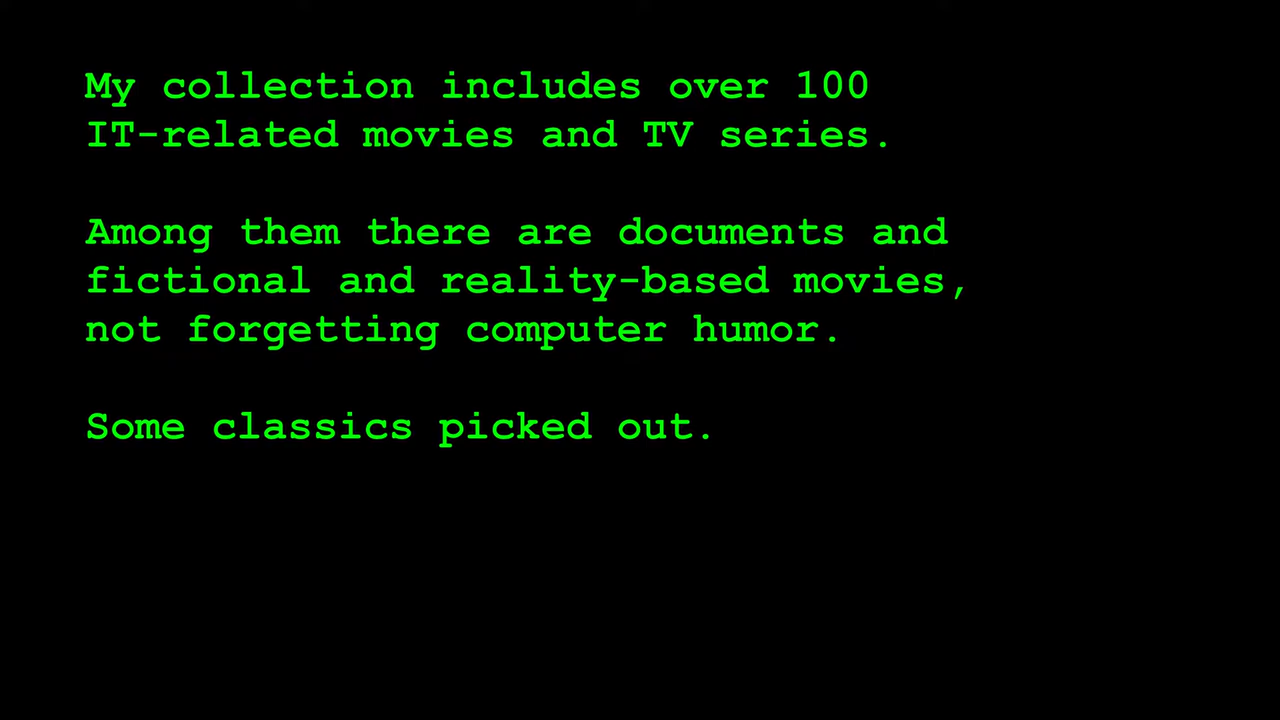 My collection includes over 100
IT-related movies and TV series.
Among them there are documents and
fictional and reality-based movies,
not forgetting computer humor.
Some classics picked out.